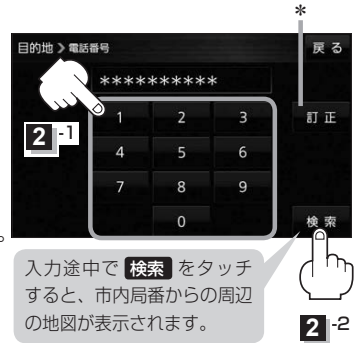 *
目的地 > 電話番号
戻る
**********
2-1
1 2 3
訂正
4 5 6
7 8 9
0
検索
。
入力途中で 検索 をタッチ
すると、市内局番からの周辺
の地図が表示されます。
2-2